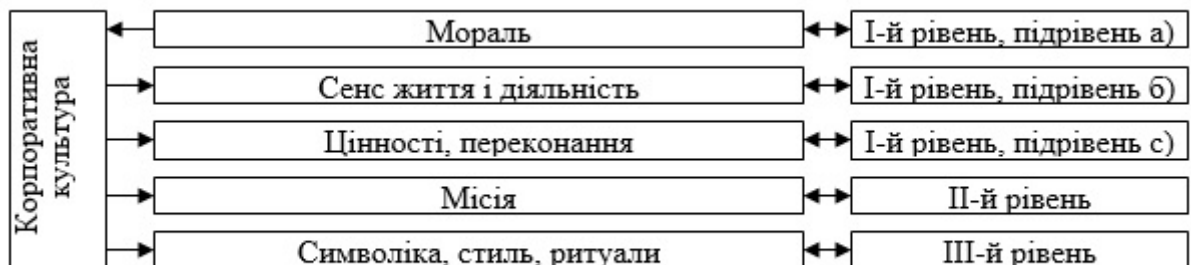 Корпоративна
культура
Мораль
І-й рівень, підрівень а)
Сенс життя і діяльність
І-й рівень, підрівень б)
Цінності, переконання
І-й рівень, підрівень с)
Місія
ІІ-й рівень
Символіка, стиль, ритуали
ІІІ-й рівень